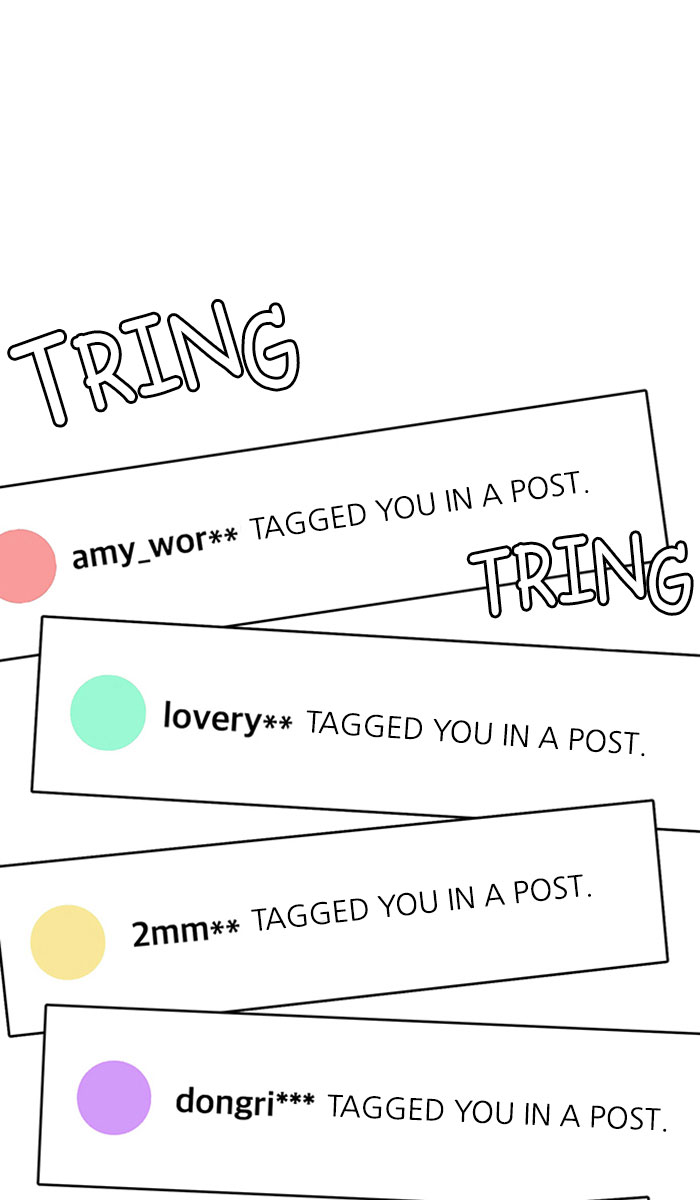 TRING
amy_wor** TAGGED YOU IN A POST.
TRING
lovery** TAGGED YOU IN A POST.
2mm** TAGGED YOU IN A POST.
dongri*** TAGGED YOU IN A POST.